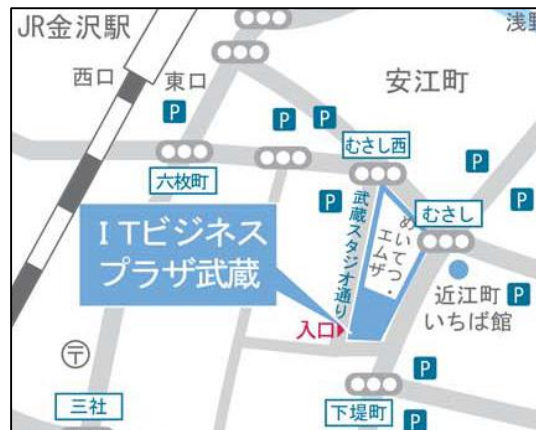 JR金沢駅
浅野
西口
東口
安江町
P
P
P
むさし西
P
六枚町
P
P
武蔵スタジオ通り
めいてつ・
エムザ
むさし
ITビジネス
プラザ武蔵
近江町
いちば館
P
入口
〒
P
三社
下堤町
P